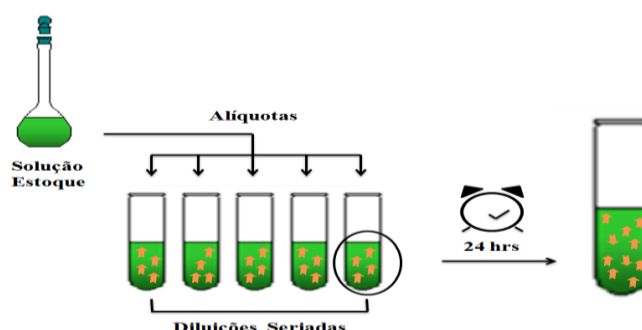 Alíquotas
Solução
Estoque
24 hrs
Diluições Seriadas